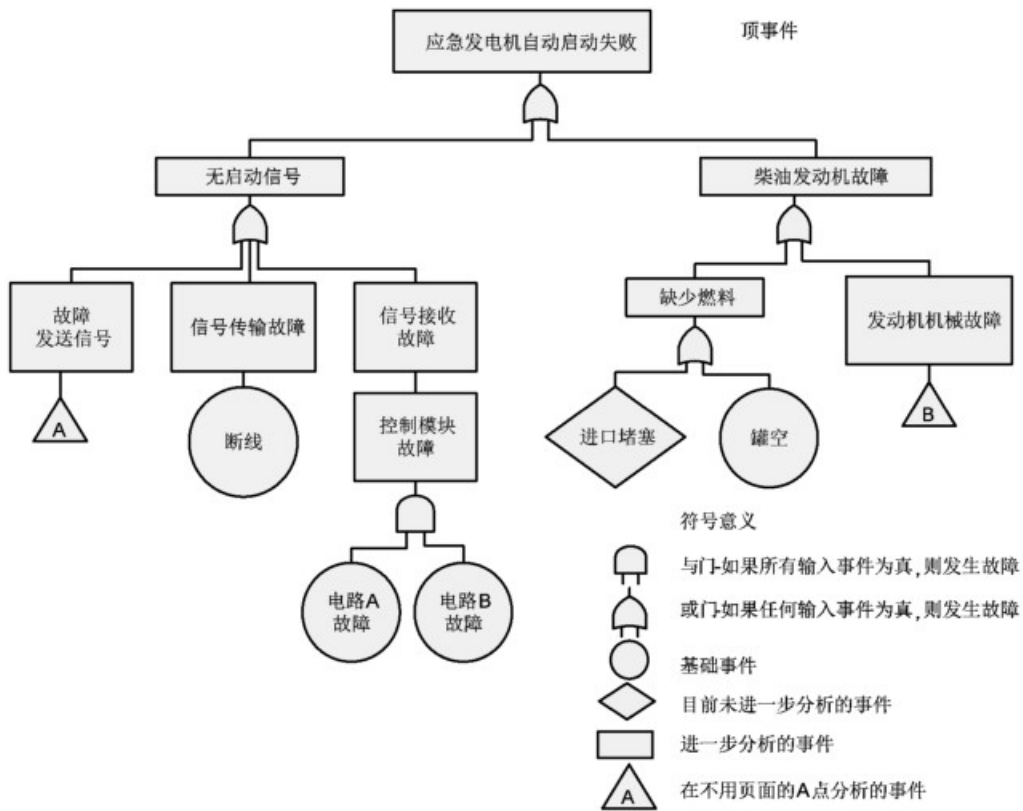 应急发电机自动启动失败
顶事件
无启动信号
柴油发动机故障
故障
发送信号
信号传输故障
信号接收
故障
缺少燃料
发动机机械故障
A
断线
控制模块
故障
进口堵塞
罐空
B
电路A
故障
电路B
故障
符号意义
与门-如果所有输入事件为真,则发生故障
或门-如果任何输入事件为真,则发生故障
基础事件
目前未进一步分析的事件
进一步分析的事件
A
在不用页面的A点分析的事件